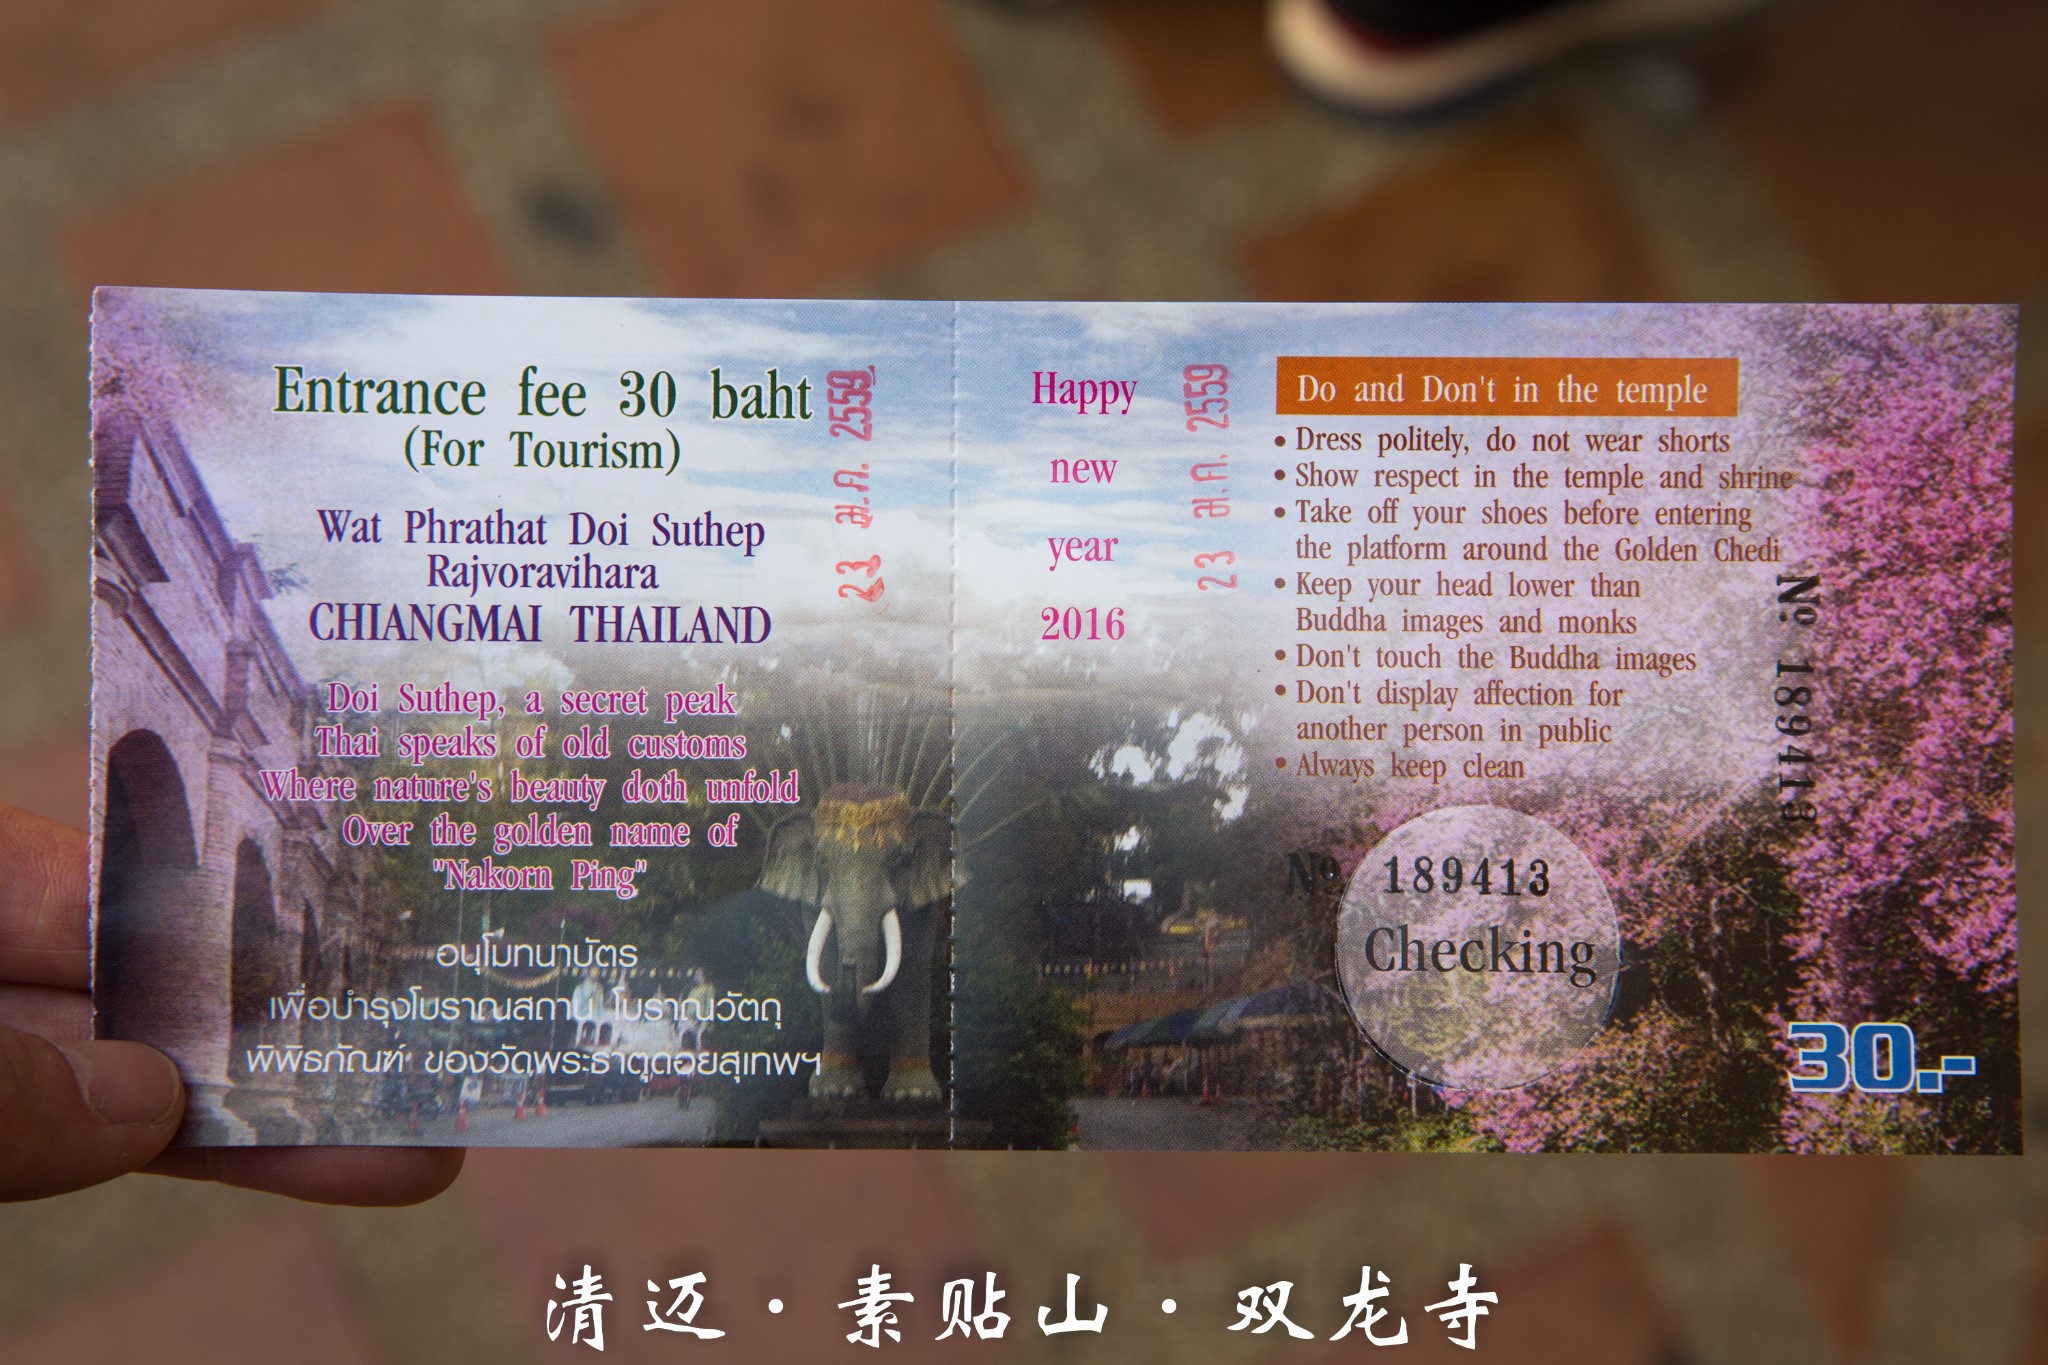 Entrance fee 30 baht
(For Tourism)
Wat Phrathat Doi Suthep
Rajvoravihara
CHIANGMAI THAILAND
Doi Suthep, a secret peak
Thai speaks of old customs
Where nature's beauty doth unfold
Over the golden name of
"Nakorn Ping"
อนุโมทนาบัตร
เพื่อบำรุงโบราณสถาน โบราณวัตถุ
พิพิธภัณฑ์ ของวัดพระธาตุดอยสุเทพฯ
23 ม.ค. 2559
Happy
new
year
2016
23 ม.ค. 2559
Do and Don't in the temple
• Dress politely, do not wear shorts
• Show respect in the temple and shrine
• Take off your shoes before entering
the platform around the Golden Chedi
• Keep your head lower than
Buddha images and monks
• Don't touch the Buddha images
• Don't display affection for
another person in public
• Always keep clean
№ 189413
№ 189413
Checking
30.-
清迈·素贴山·双龙寺